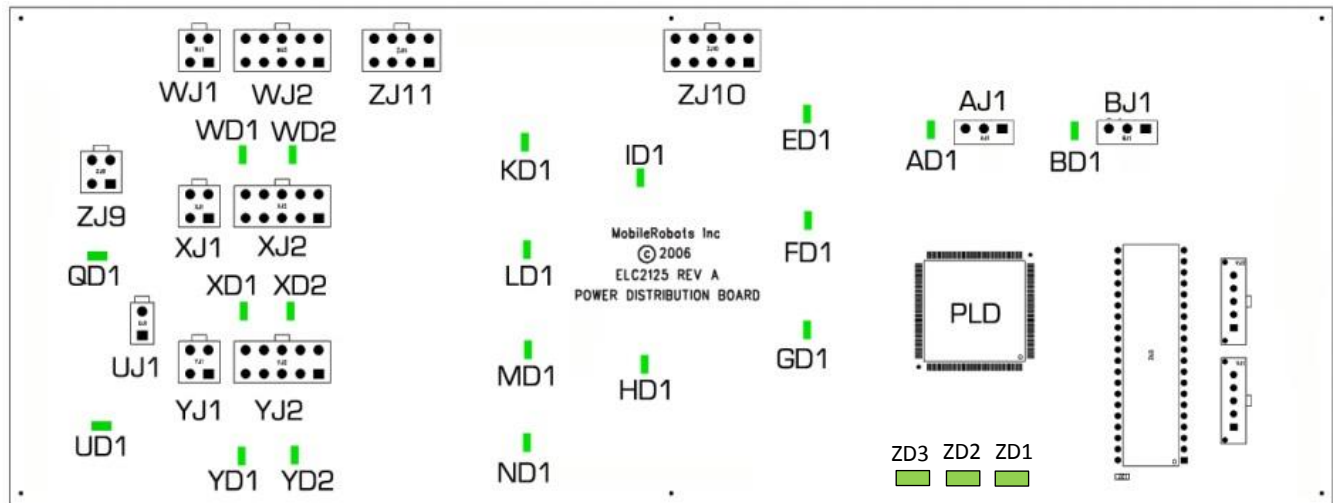 WJ1 WJ2 ZJ11 ZJ10
AJ1 BJ1
WD1 WD2
ED1
ID1
KD1
AD1 BD1
ZJ9
XJ1 XJ2
MobileRobots Inc
© 2006
ELC2125 REV A
POWER DISTRIBUTION BOARD
FD1
QD1
LD1
XD1 XD2
PLD
UJ1
GD1
MD1
HD1
YJ1 YJ2
UD1
ND1
YD1 YD2
ZD3 ZD2 ZD1